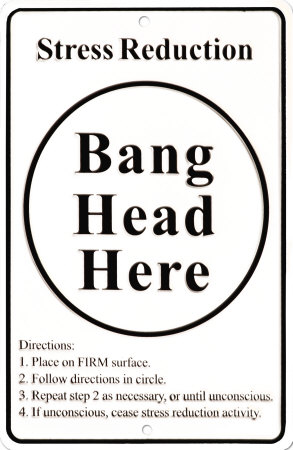 Stress Reduction
Bang
Head
Here
Directions:
1. Place on FIRM surface.
2. Follow directions in circle.
3. Repeat step 2 as necessary, or until unconscious.
4. If unconscious, cease stress reduction activity.